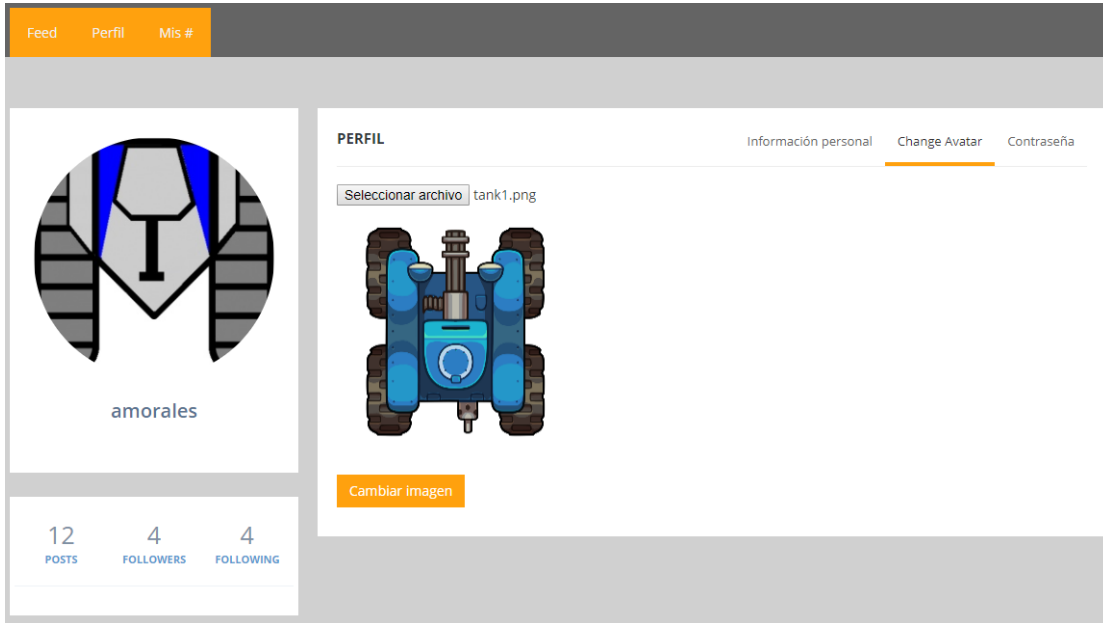 Feed Perfil Mis #
amorales
12 4 4
POSTS FOLLOWERS FOLLOWING
PERFIL Información personal Change Avatar Contraseña
Seleccionar archivo tank1.png
Cambiar imagen